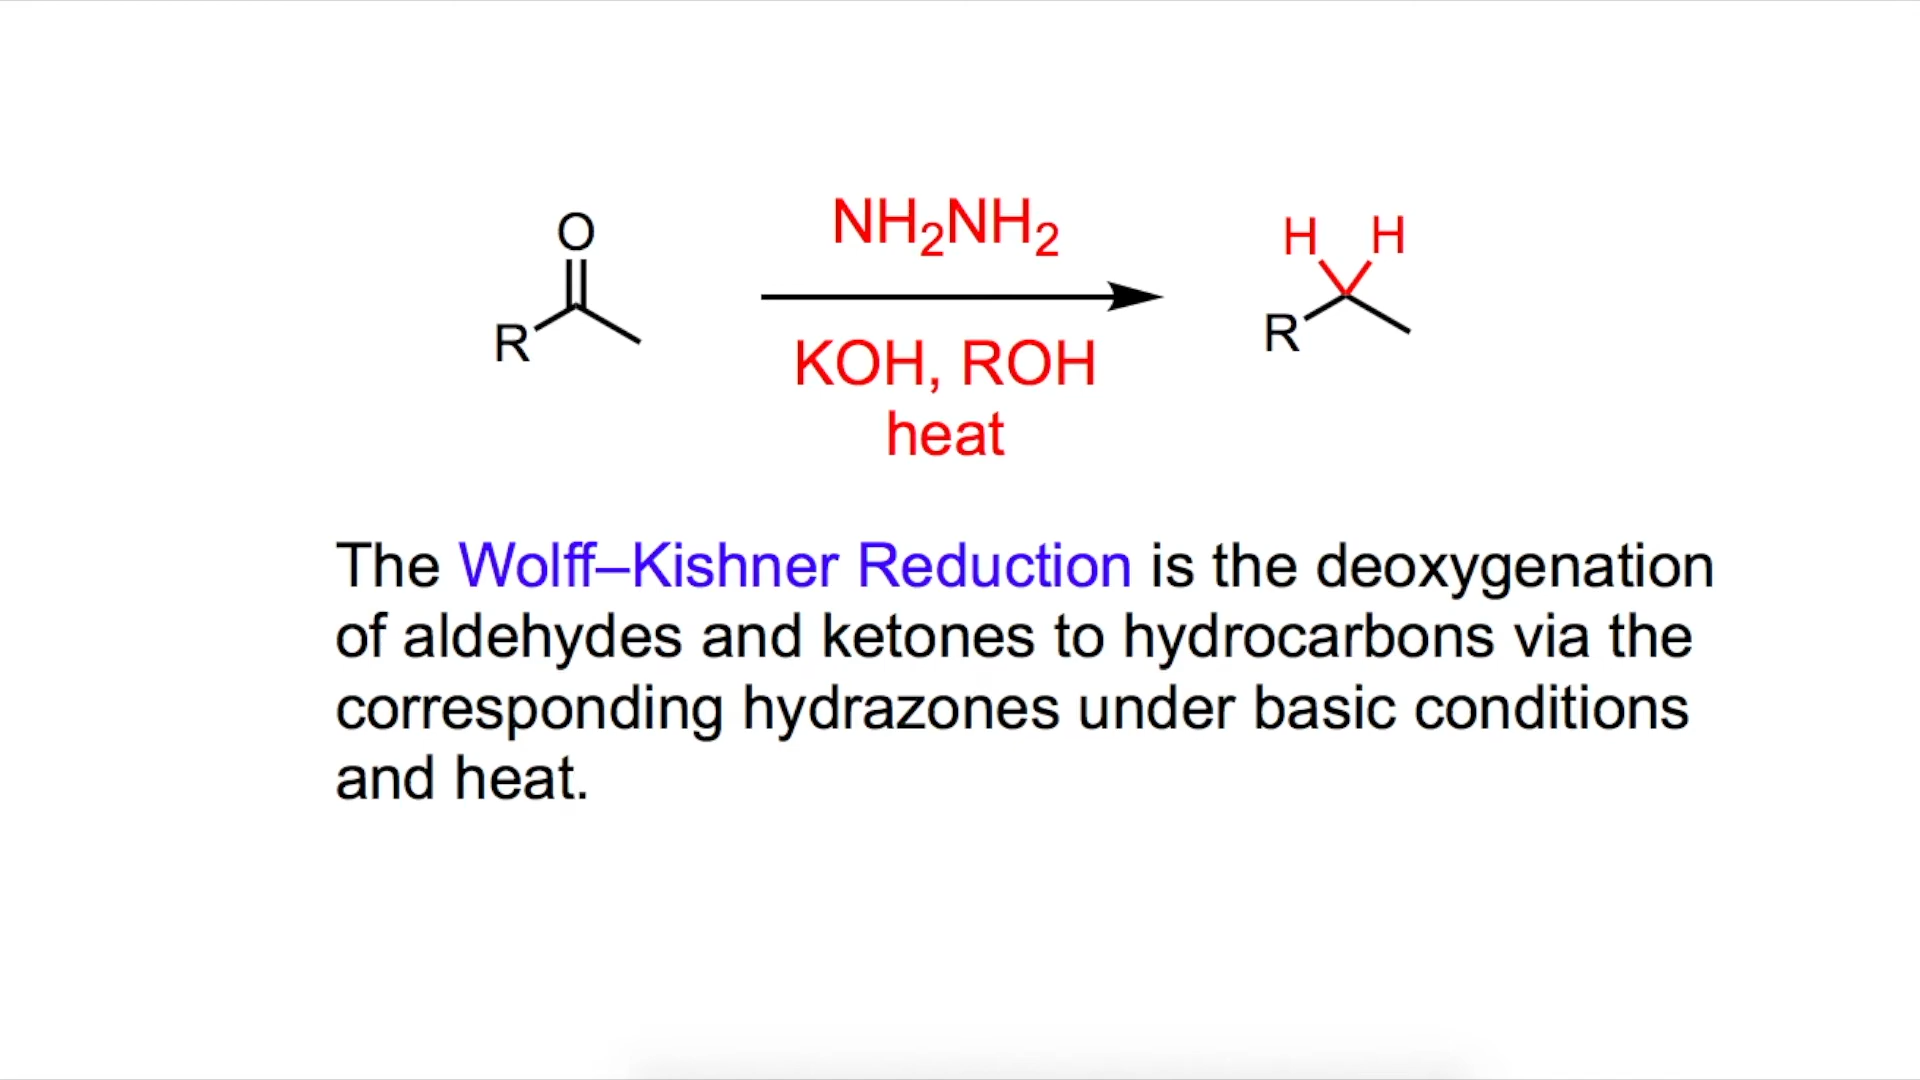 O
NH₂NH₂
H H
R
R
KOH, ROH
heat
The Wolff–Kishner Reduction is the deoxygenation
of aldehydes and ketones to hydrocarbons via the
corresponding hydrazones under basic conditions
and heat.